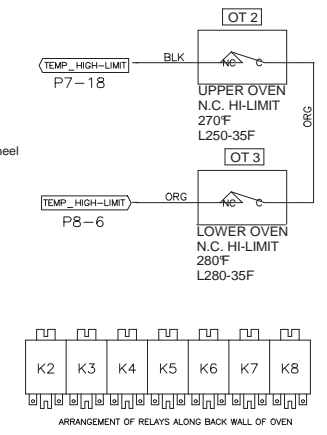 OT 2
TEMP_HIGH-LIMIT BLK NC C
P7-18
UPPER OVEN
N.C. HI-LIMIT
270°F
L250-35F
ORG
heel
OT 3
TEMP_HIGH-LIMIT ORG NC C
P8-6
LOWER OVEN
N.C. HI-LIMIT
280°F
L280-35F
K2 K3 K4 K5 K6 K7 K8
ARRANGEMENT OF RELAYS ALONG BACK WALL OF OVEN